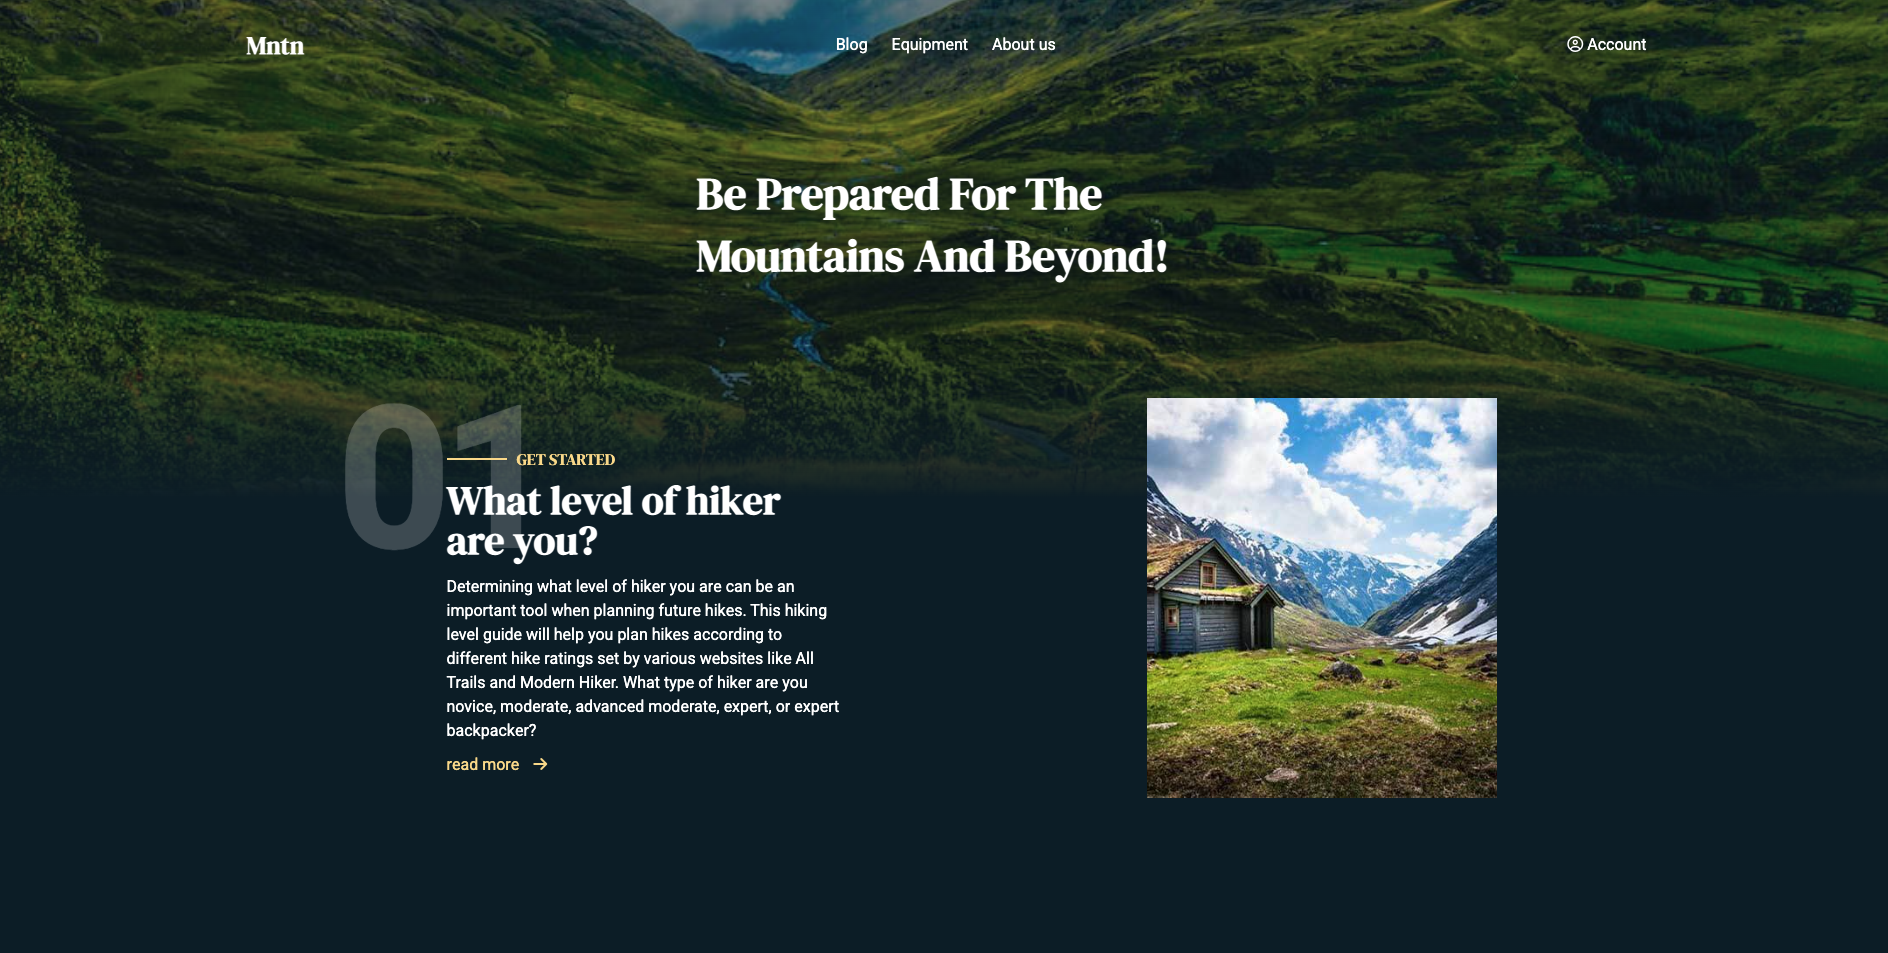 Mntn
Blog Equipment About us
Account
Be Prepared For The
Mountains And Beyond!
01
GET STARTED
What level of hiker
are you?
Determining what level of hiker you are can be an
important tool when planning future hikes. This hiking
level guide will help you plan hikes according to
different hike ratings set by various websites like All
Trails and Modern Hiker. What type of hiker are you
novice, moderate, advanced moderate, expert, or expert
backpacker?
read more